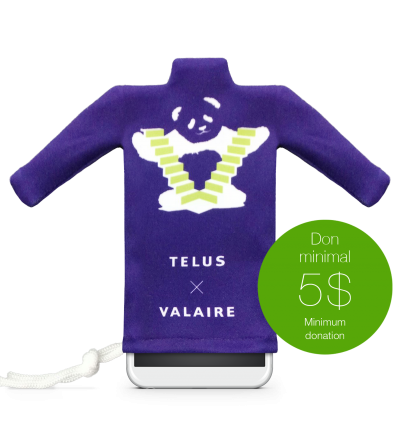 TELUS
×
VALAIRE
Don
minimal
5$
Minimum
donation